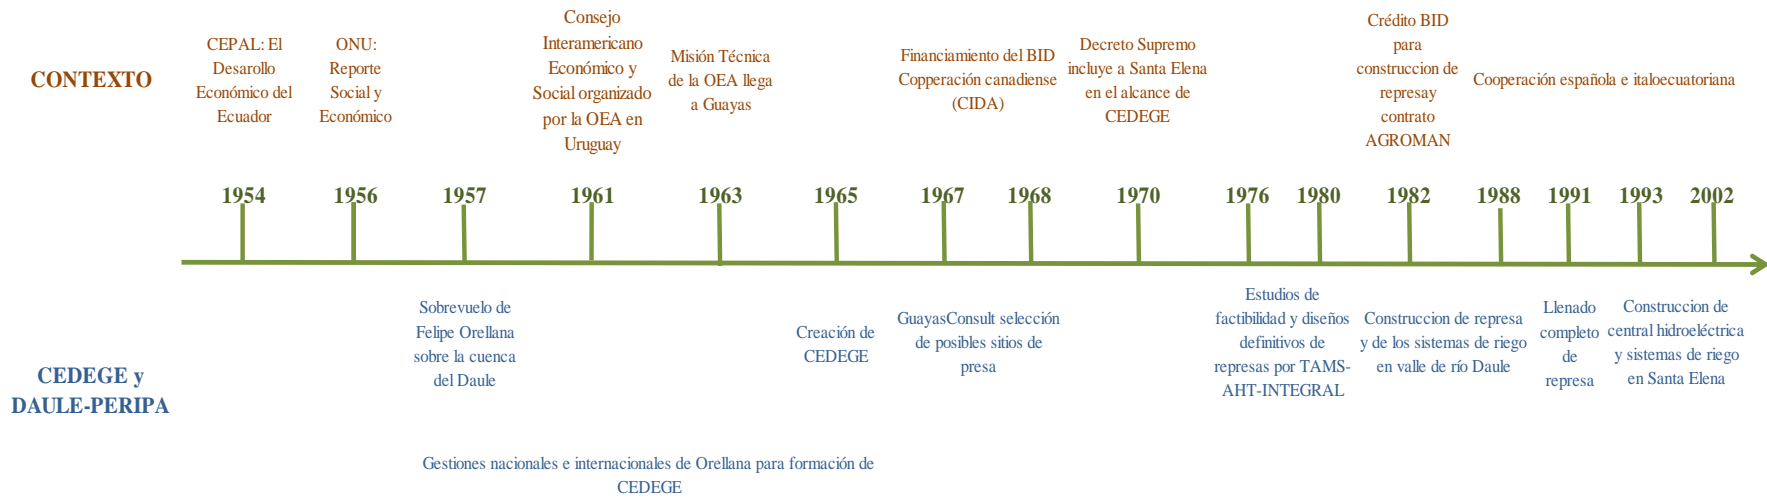 CONTEXTO
CEPAL: El
Desarollo
Económico del
Ecuador
ONU:
Reporte
Social y
Económico
Consejo
Interamericano
Económico y
Social organizado
por la OEA en
Uruguay
Misión Técnica
de la OEA llega
a Guayas
Financiamiento del BID
Copperación canadiense
(CIDA)
Decreto Supremo
incluye a Santa Elena
en el alcance de
CEDEGE
Crédito BID
para
construccion de
represay
contrato
AGROMAN
Cooperación española e italoecuatoriana
1954 1956 1957 1961 1963 1965 1967 1968 1970 1976 1980 1982 1988 1991 1993 2002
CEDEGE y
DAULE-PERIPA
Sobrevuelo de
Felipe Orellana
sobre la cuenca
del Daule
Creación de
CEDEGE
GuayasConsult selección
de posibles sitios de
presa
Estudios de
factibilidad y diseños
definitivos de
represas por TAMS-
AHT-INTEGRAL
Construccion de represa
y de los sistemas de riego
en valle de río Daule
Llenado
completo
de
represa
Construccion de
central hidroeléctrica
y sistemas de riego
en Santa Elena
Gestiones nacionales e internacionales de Orellana para formación de
CEDEGE